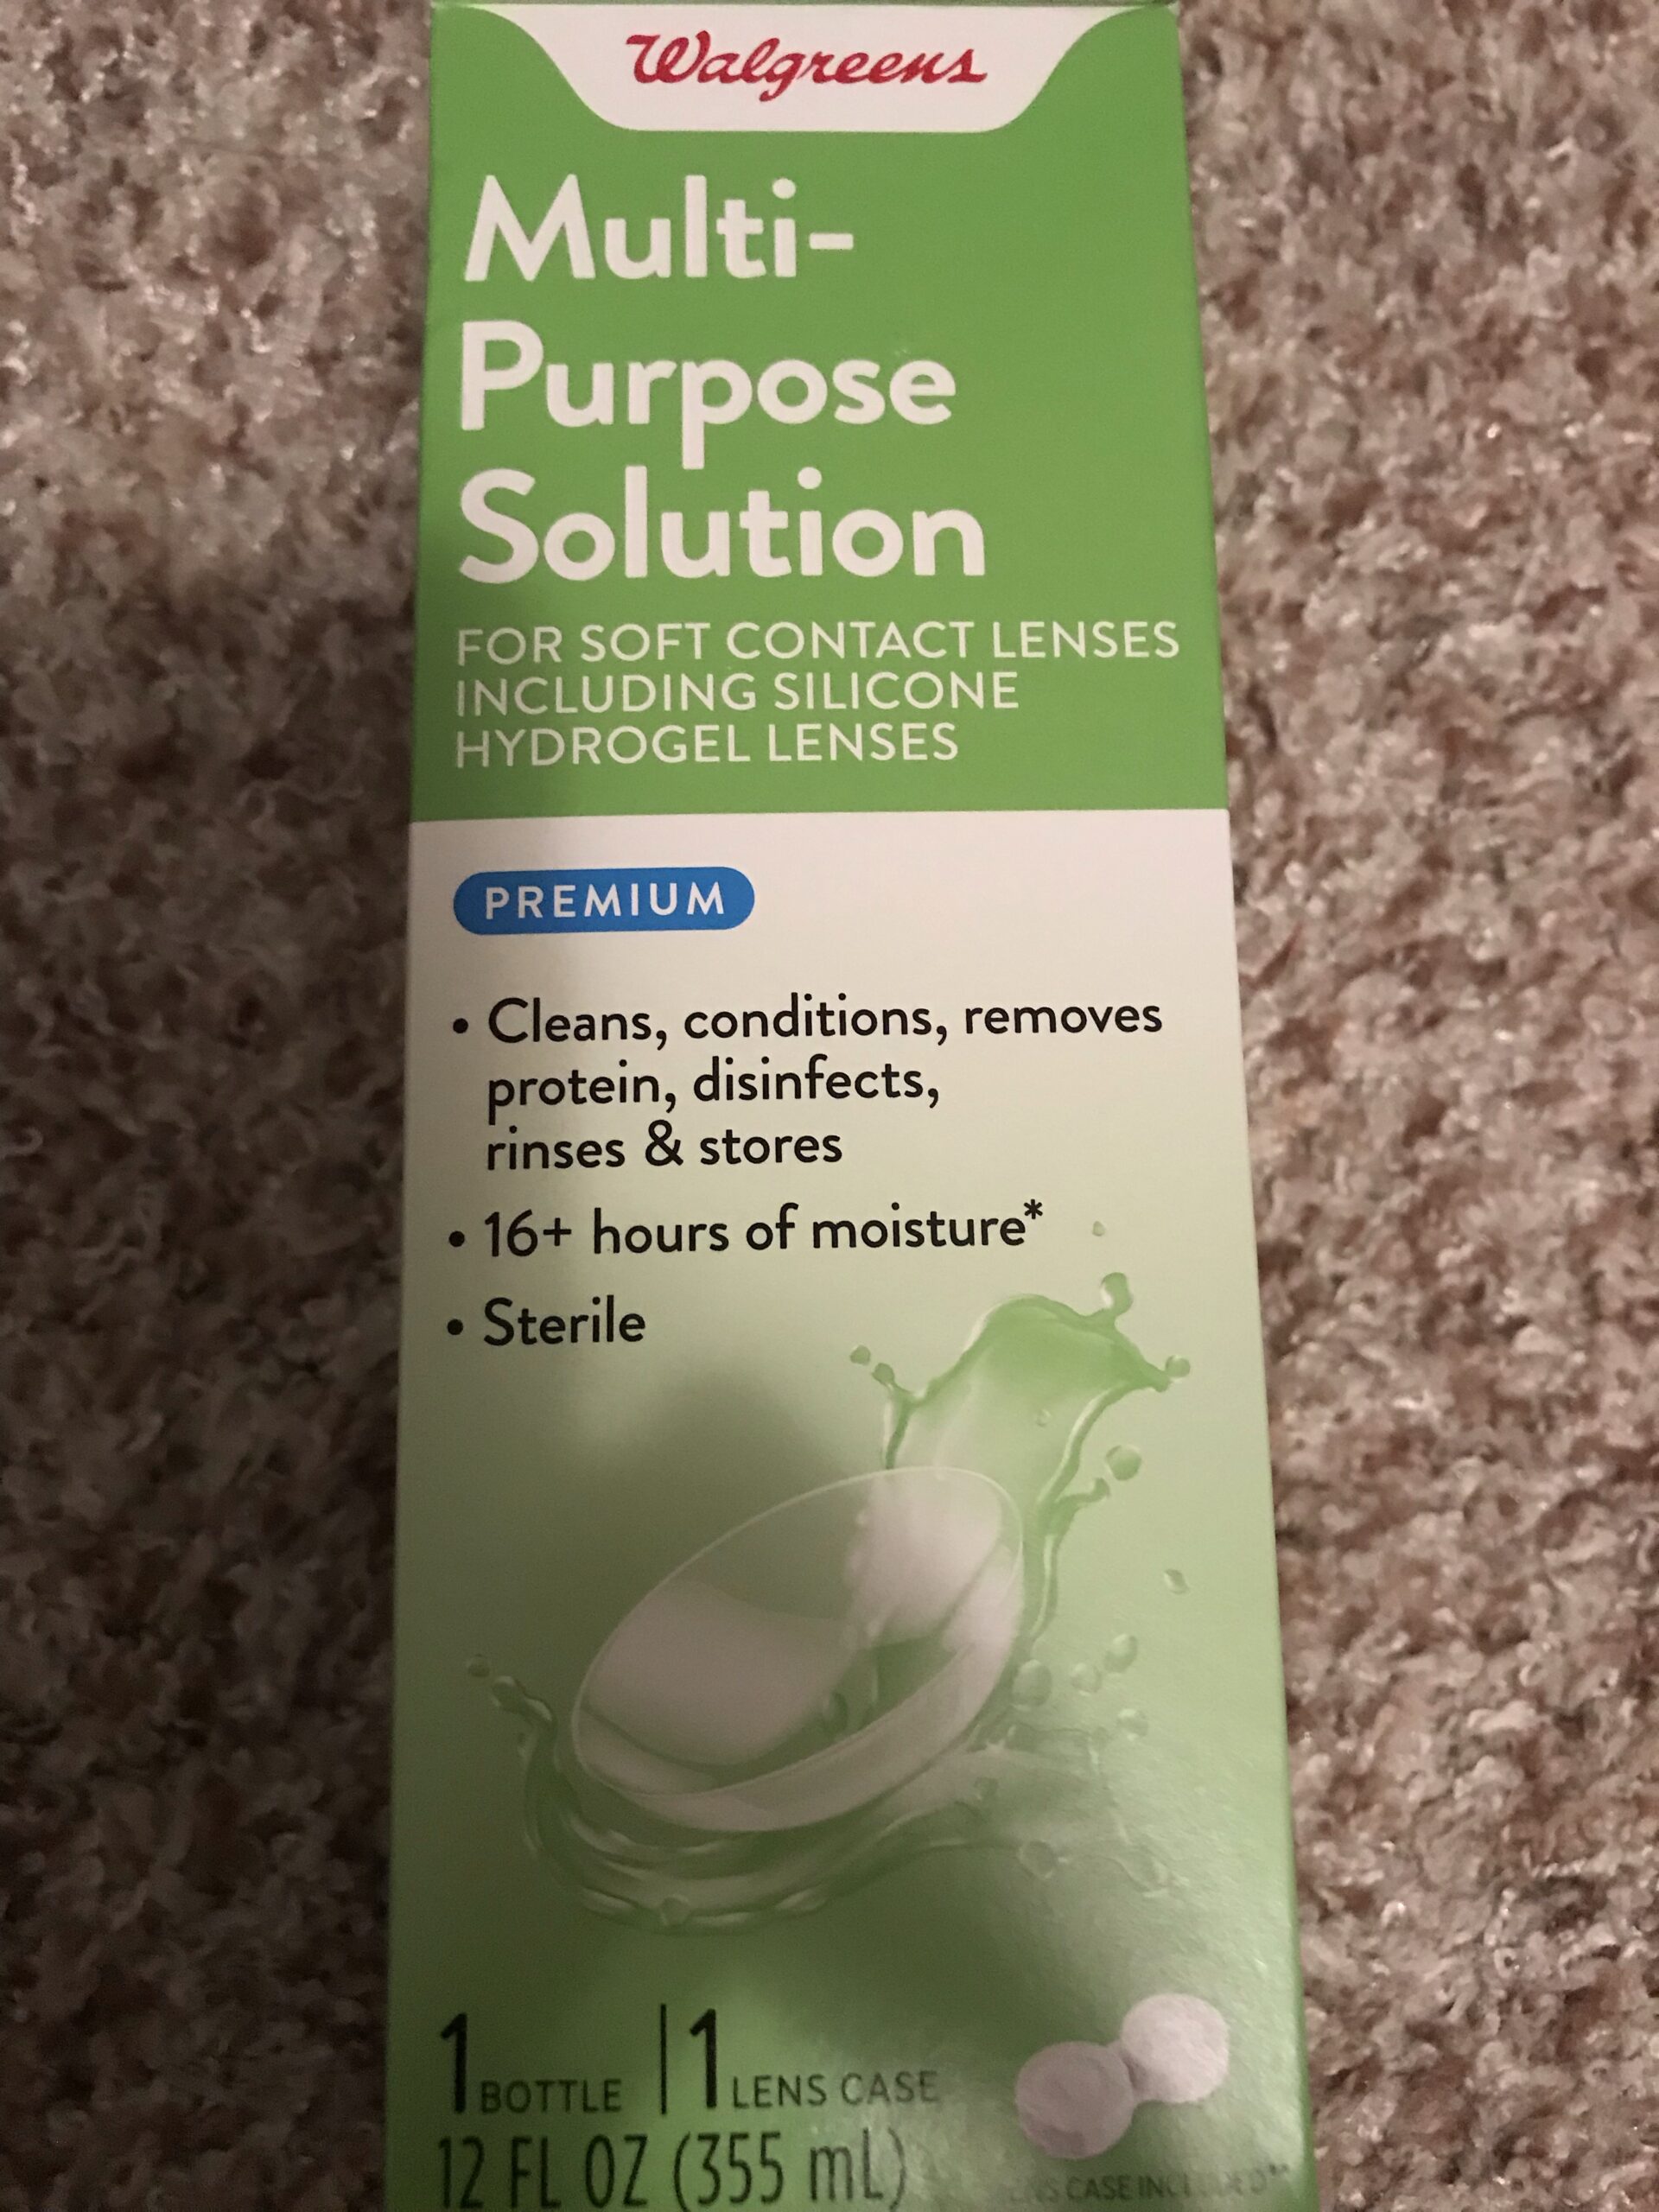 Walgreens
Multi-
Purpose
Solution
FOR SOFT CONTACT LENSES
INCLUDING SILICONE
HYDROGEL LENSES
PREMIUM
• Cleans, conditions, removes
protein, disinfects,
rinses & stores
• 16+ hours of moisture*
• Sterile
1 BOTTLE | 1 LENS CASE
12 FL OZ (355 mL)
CASE